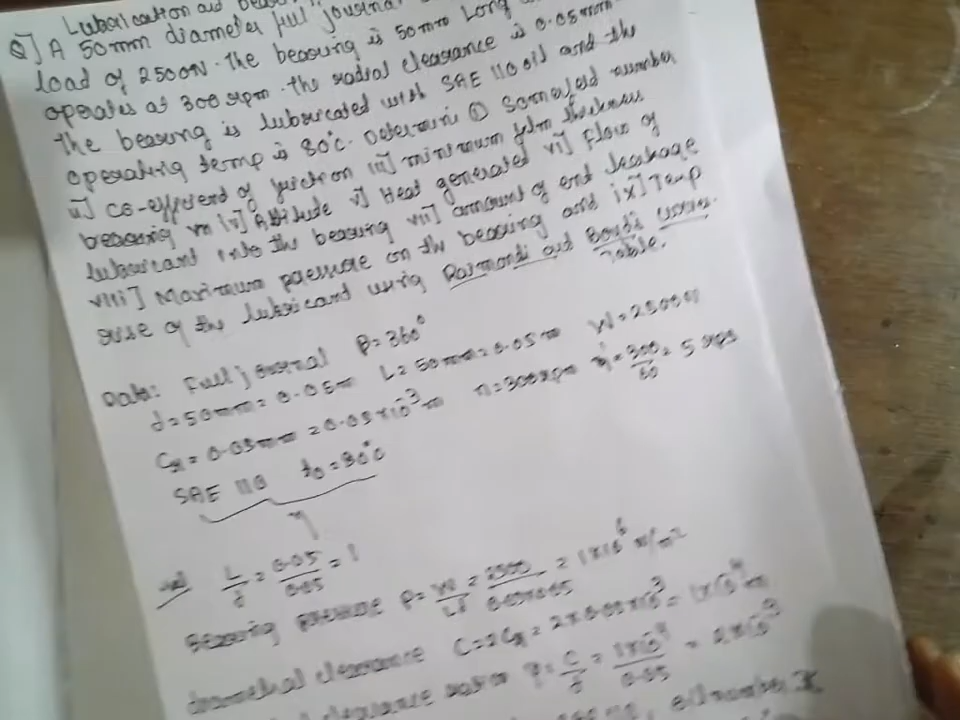 Lubrication and
Q] A 50mm diameter full journal
load of 2500N. The bearing is 50mm Long
operates at 300 rpm. the radial clearance is 0.05mm.
the bearing is lubricated with SAE 110 oil and the
operating temp is 80°C. Determine ① Somerfeld number
ii] co-efficient of friction iii] minimum film thickness
bearing iv] Attitude v] Heat generated vi] Flow of
lubricant into the bearing vii] amount of end leakage
viii] Maximum pressure on the bearing and ix] Temp
of the lubricant using Raimondi and Boyd's curves.
Table.
Data: Full journal β=360°
d=50mm=0.05m L=50mm=0.05m W=2500N
=0.05mm=0.05×10⁻³m n=300rpm = 300/60 = 5 rps
SAE 110 t₀=80°C
η
L/d = 0.05/0.05 = 1
Bearing pressure P = W/Ld = 2500/0.05×0.05 = 1×10⁶ N/m²
diametral clearance C=2 = 2×0.05×10⁻³ = 1×10⁻⁴m
clearance ratio = C/d = 1×10⁻⁴/0.05 = 2×10⁻³